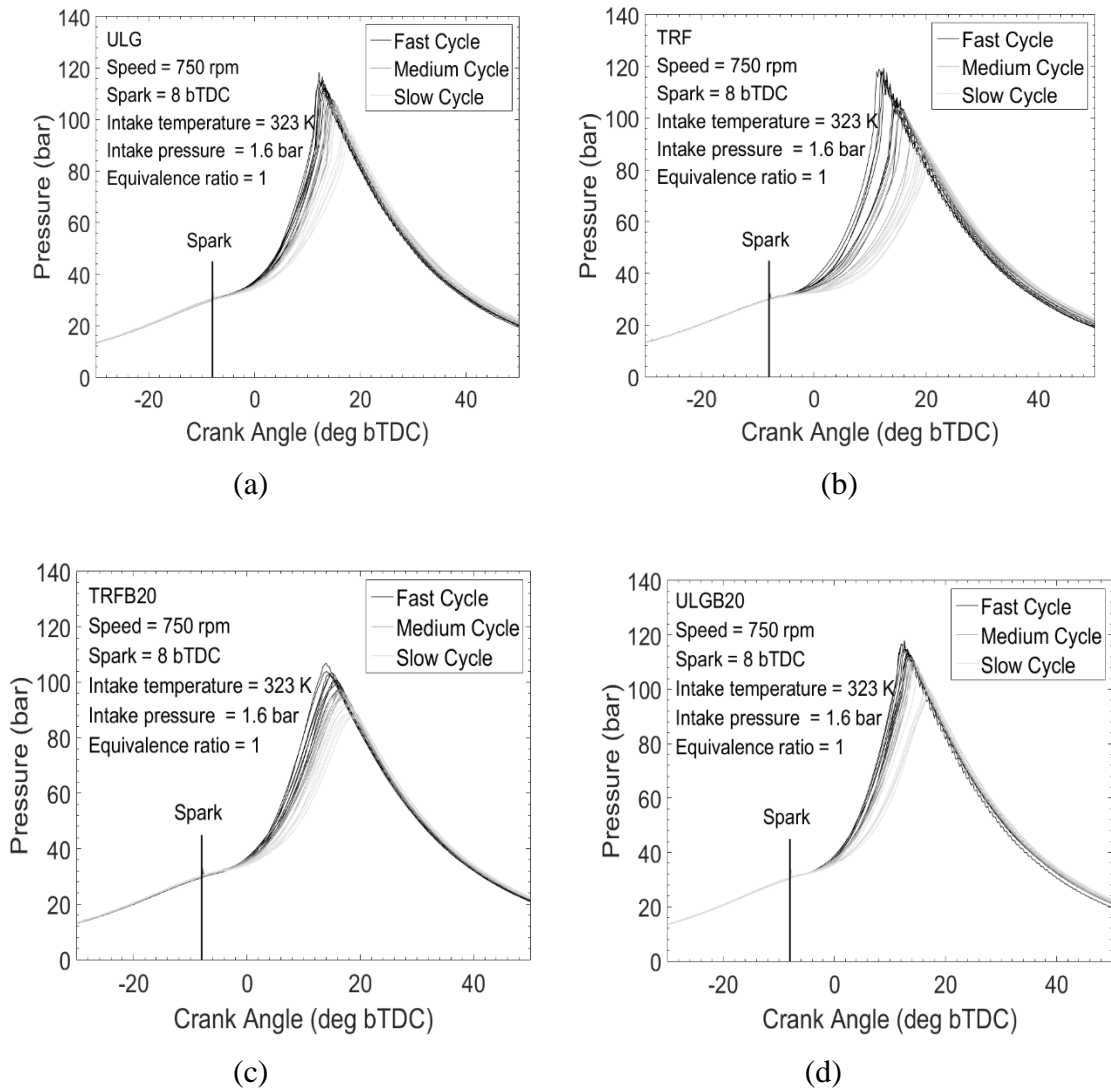 140
120
100
80
60
40
20
0
Pressure (bar)
ULG
Speed = 750 rpm
Spark = 8 bTDC
Intake temperature = 323 K
Intake pressure = 1.6 bar
Equivalence ratio = 1
Fast Cycle
Medium Cycle
Slow Cycle
Spark
-20 0 20 40
Crank Angle (deg bTDC)
(a)
140
120
100
80
60
40
20
0
Pressure (bar)
TRF
Speed = 750 rpm
Spark = 8 bTDC
Intake temperature = 323 K
Intake pressure = 1.6 bar
Equivalence ratio = 1
Fast Cycle
Medium Cycle
Slow Cycle
Spark
-20 0 20 40
Crank Angle (deg bTDC)
(b)
140
120
100
80
60
40
20
0
Pressure (bar)
TRFB20
Speed = 750 rpm
Spark = 8 bTDC
Intake temperature = 323 K
Intake pressure = 1.6 bar
Equivalence ratio = 1
Fast Cycle
Medium Cycle
Slow Cycle
Spark
-20 0 20 40
Crank Angle (deg bTDC)
(c)
140
120
100
80
60
40
20
0
Pressure (bar)
ULGB20
Speed = 750 rpm
Spark = 8 bTDC
Intake temperature = 323 K
Intake pressure = 1.6 bar
Equivalence ratio = 1
Fast Cycle
Medium Cycle
Slow Cycle
Spark
-20 0 20 40
Crank Angle (deg bTDC)
(d)